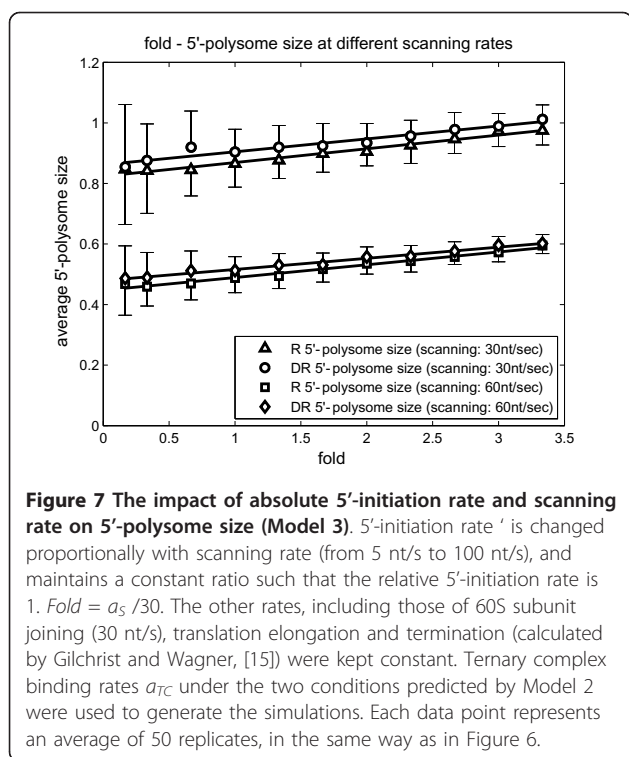 fold - 5'-polysome size at different scanning rates
1.2
1
0.8
0.6
0.4
0.2
0
average 5'-polysome size
R 5'-polysome size (scanning: 30nt/sec)
DR 5'-polysome size (scanning: 30nt/sec)
R 5'-polysome size (scanning: 60nt/sec)
DR 5'-polysome size (scanning: 60nt/sec)
0 0.5 1 1.5 2 2.5 3 3.5
fold
Figure 7 The impact of absolute 5’-initiation rate and scanning
rate on 5’-polysome size (Model 3). 5’-initiation rate ‘ is changed
proportionally with scanning rate (from 5 nt/s to 100 nt/s), and
maintains a constant ratio such that the relative 5’-initiation rate is
1. Fold = aS /30. The other rates, including those of 60S subunit
joining (30 nt/s), translation elongation and termination (calculated
by Gilchrist and Wagner, [15]) were kept constant. Ternary complex
binding rates aTC under the two conditions predicted by Model 2
were used to generate the simulations. Each data point represents
an average of 50 replicates, in the same way as in Figure 6.